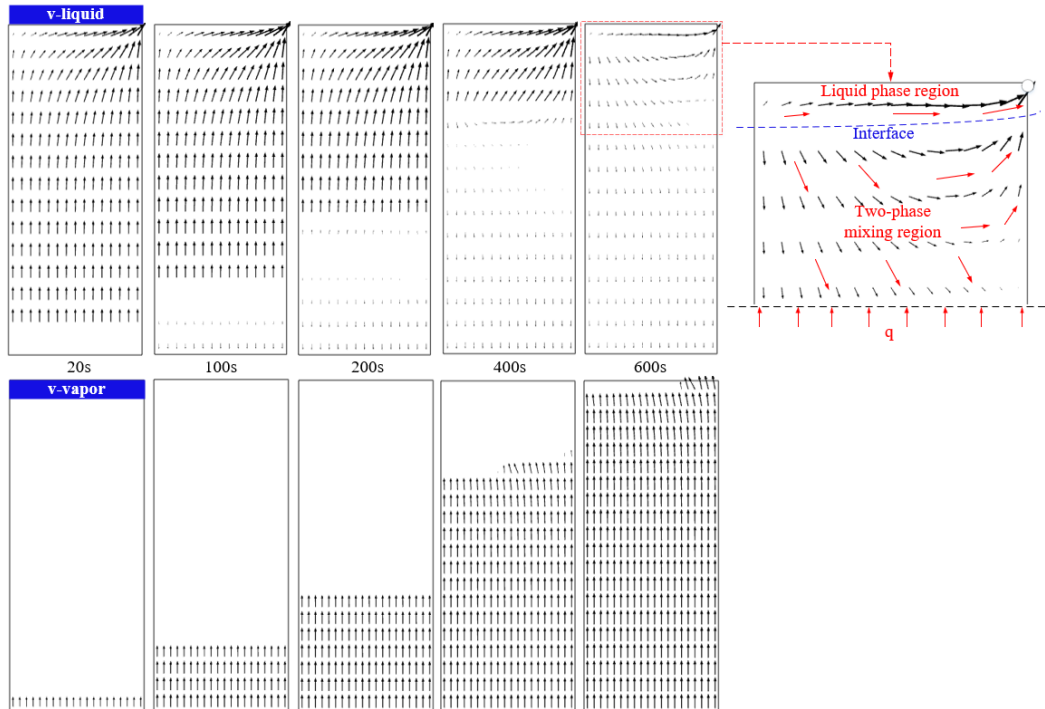 v-liquid
20s
100s
200s
400s
600s
v-vapor
Liquid phase region
Interface
Two-phase
mixing region
q